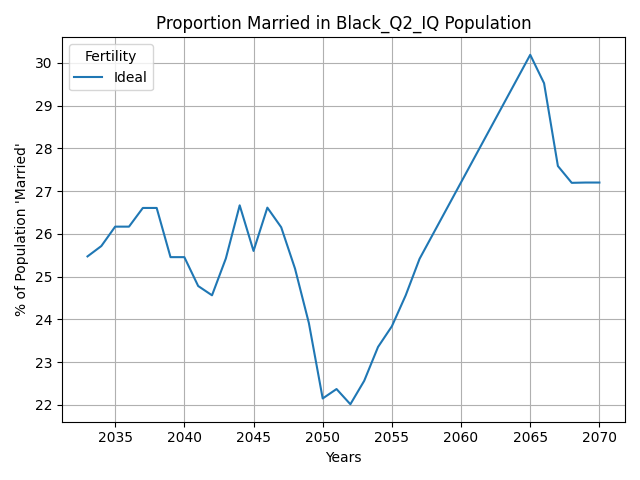 Proportion Married in Black_Q2_IQ Population
Fertility
Ideal
% of Population 'Married'
30
29
28
27
26
25
24
23
22
2035 2040 2045 2050 2055 2060 2065 2070
Years